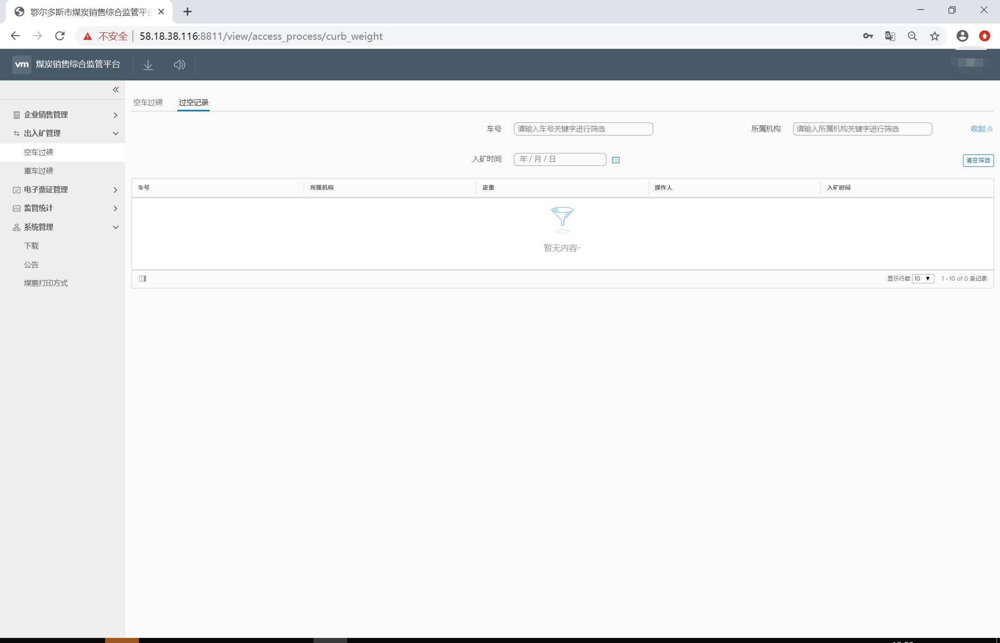 鄂尔多斯市煤炭销售综合监管平
不安全 58.18.38.116:8811/view/access_process/curb_weight
vm 煤炭销售综合监管平台
企业销售管理
出入矿管理
空车过磅
重车过磅
电子票证管理
监管统计
系统管理
下载
公告
煤票打印方式
空车过磅 过空记录
车号 请输入车号关键字进行筛选 所属机构 请输入所属机构关键字进行筛选 收起
入矿时间 年 / 月 / 日 清空筛选
车号 所属机构 皮重 操作人 入矿时间
暂无内容~
显示行数 10 1 - 10 of 0 条记录